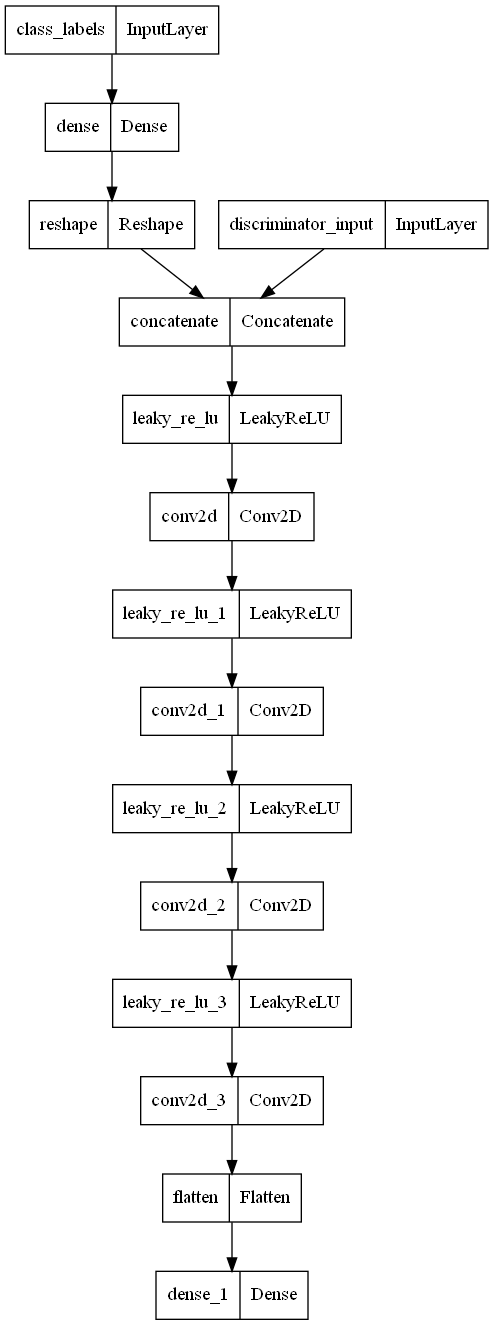 class_labels InputLayer
dense Dense
reshape Reshape
discriminator_input InputLayer
concatenate Concatenate
leaky_re_lu LeakyReLU
conv2d Conv2D
leaky_re_lu_1 LeakyReLU
conv2d_1 Conv2D
leaky_re_lu_2 LeakyReLU
conv2d_2 Conv2D
leaky_re_lu_3 LeakyReLU
conv2d_3 Conv2D
flatten Flatten
dense_1 Dense